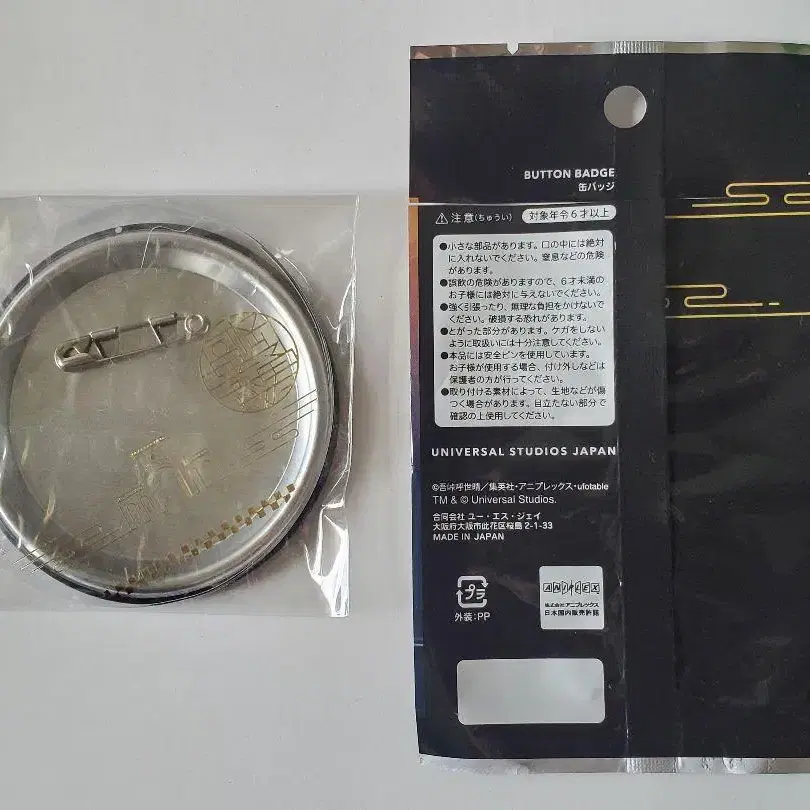 BUTTON BADGE
缶バッジ
⚠注意(ちゅうい) 対象年令6才以上
●小さな部品があります。口の中には絶対
に入れないでください。窒息などの危険
があります。
●誤飲の危険がありますので、6才未満の
お子様には絶対に与えないでください。
●強く引張ったり、無理な負担をかけないで
ください。破損する恐れがあります。
●とがった部分があります。ケガをしない
ように取扱いには十分注意してください。
●本品には安全ピンを使用しています。
お子様が使用する場合、付け外しなどは
保護者の方が行ってください。
●取り付ける素材によって、生地などが傷
つく場合があります。目立たない部分で
確認の上使用してください。
UNIVERSAL STUDIOS JAPAN
©吾峠呼世晴/集英社・アニプレックス・ufotable
TM & © Universal Studios.
合同会社 ユー・エス・ジェイ
大阪府大阪市此花区桜島 2-1-33
MADE IN JAPAN
プラ
外装:PP
ANIPLEX
株式会社アニプレックス
日本国内販売許諾